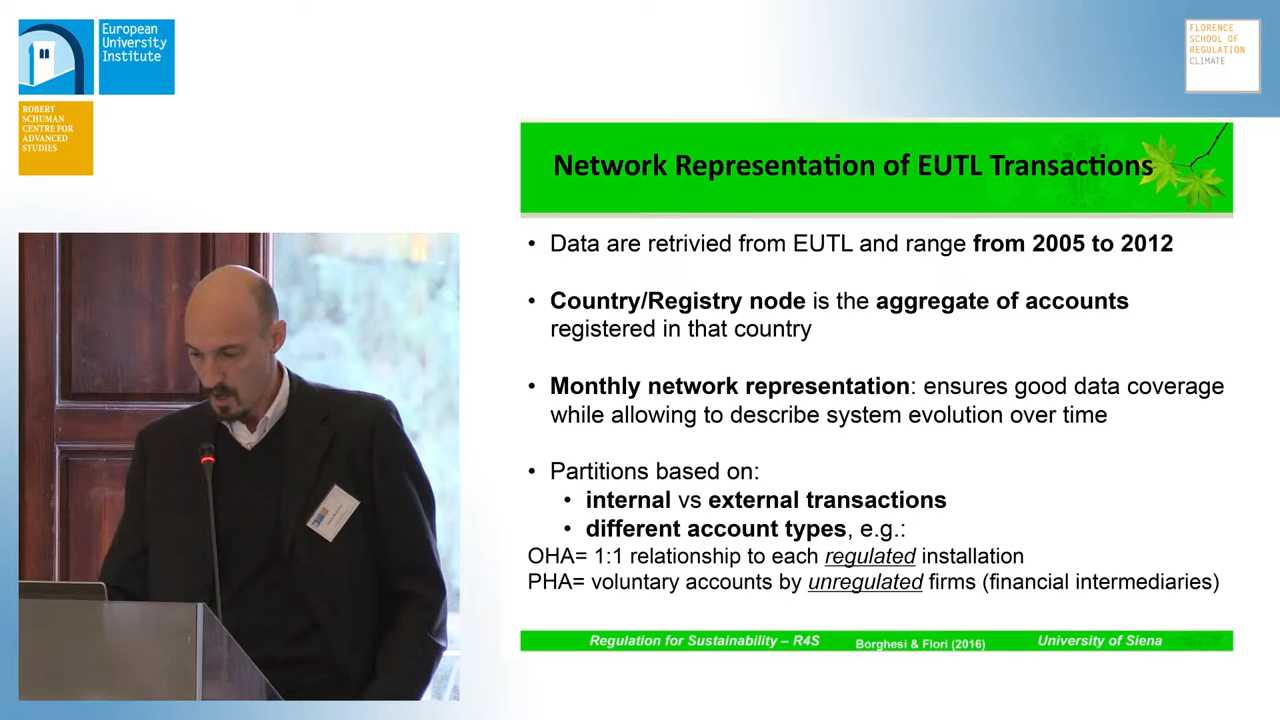 European
University
Institute
ROBERT
SCHUMAN
CENTRE FOR
ADVANCED
STUDIES
FLORENCE
SCHOOL OF
REGULATION
CLIMATE
Network Representation of EUTL Transactions
• Data are retrivied from EUTL and range from 2005 to 2012
• Country/Registry node is the aggregate of accounts
registered in that country
• Monthly network representation: ensures good data coverage
while allowing to describe system evolution over time
• Partitions based on:
• internal vs external transactions
• different account types, e.g.:
OHA= 1:1 relationship to each regulated installation
PHA= voluntary accounts by unregulated firms (financial intermediaries)
Regulation for Sustainability – R4S Borghesi & Flori (2016) University of Siena